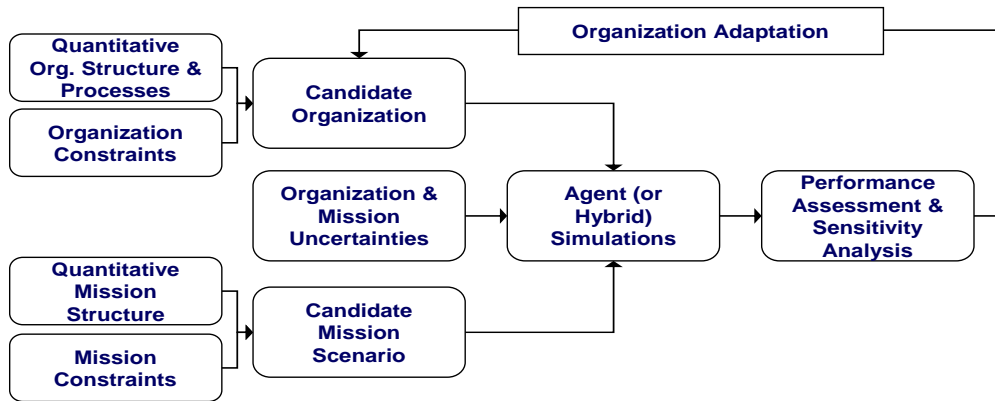 Organization Adaptation
Quantitative
Org. Structure &
Processes
Organization
Constraints
Candidate
Organization
Organization &
Mission
Uncertainties
Agent (or
Hybrid)
Simulations
Performance
Assessment &
Sensitivity
Analysis
Quantitative
Mission
Structure
Mission
Constraints
Candidate
Mission
Scenario